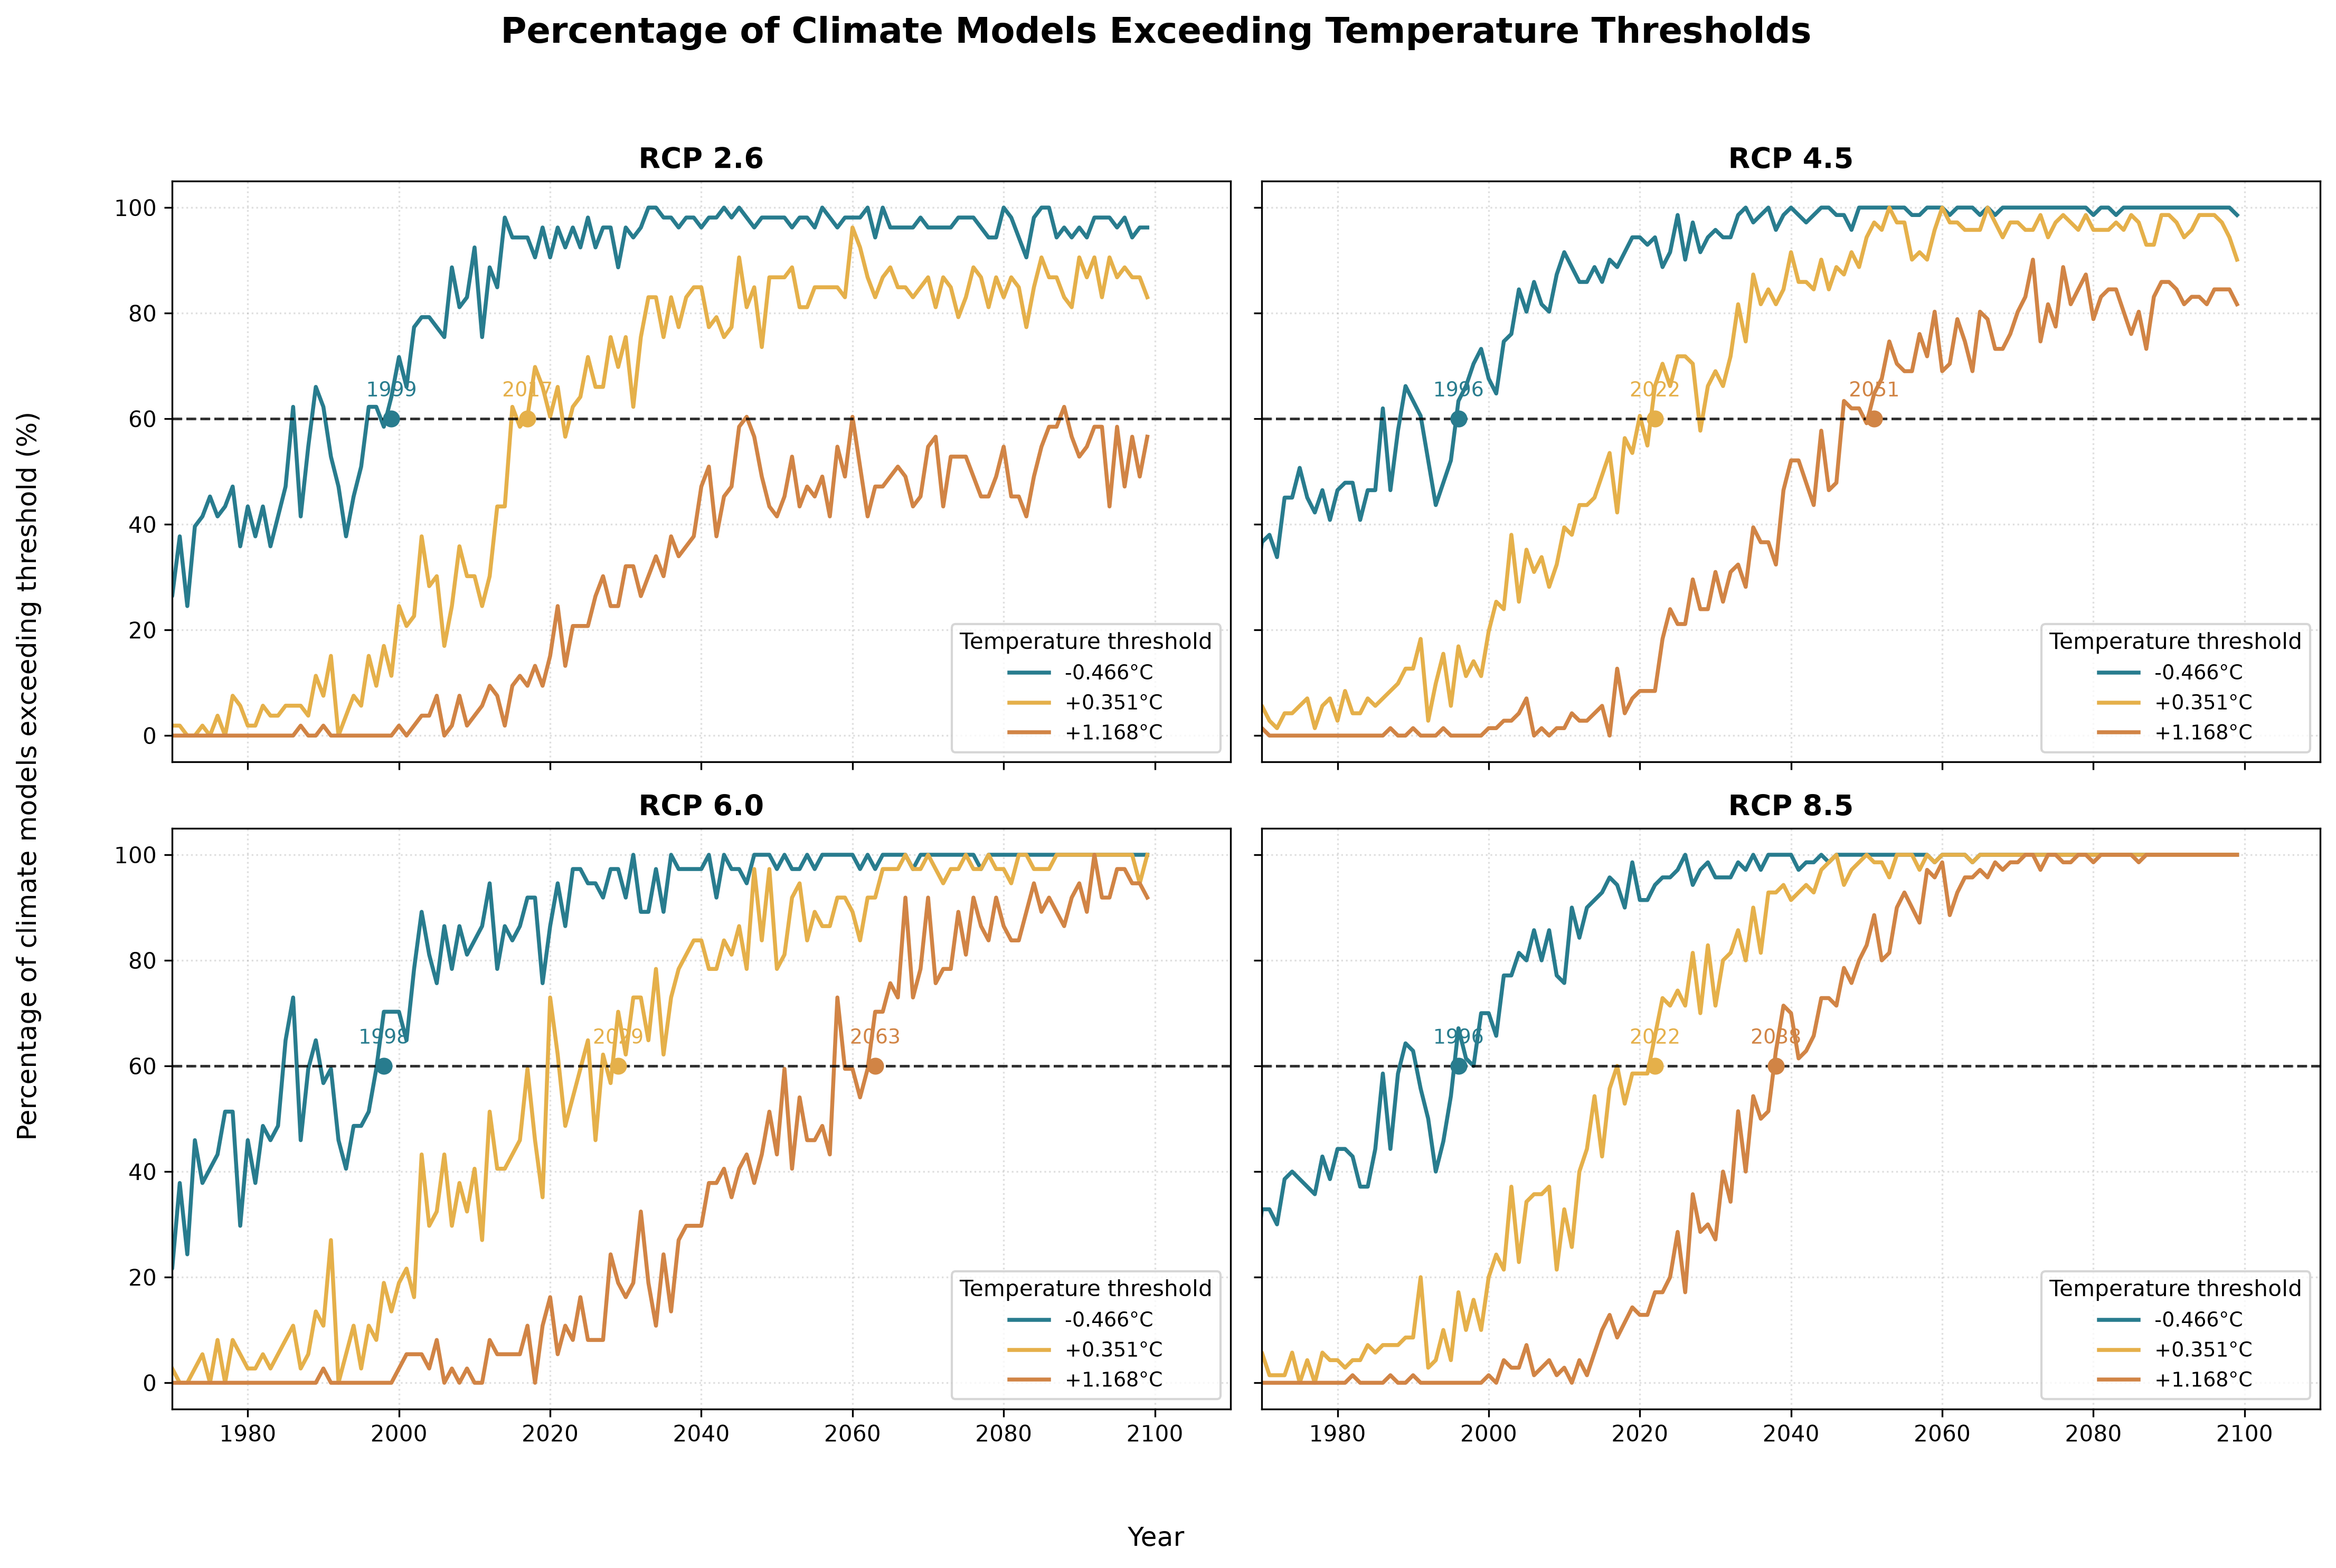 Percentage of Climate Models Exceeding Temperature Thresholds
Percentage of climate models exceeding threshold (%)
RCP 2.6
100
80
60
40
20
0
1999
2017
Temperature threshold
-0.466°C
+0.351°C
+1.168°C
RCP 4.5
1996
2022
2051
Temperature threshold
-0.466°C
+0.351°C
+1.168°C
RCP 6.0
100
80
60
40
20
0
1998
2029
2063
Temperature threshold
-0.466°C
+0.351°C
+1.168°C
1980 2000 2020 2040 2060 2080 2100
RCP 8.5
1996
2022
2038
Temperature threshold
-0.466°C
+0.351°C
+1.168°C
1980 2000 2020 2040 2060 2080 2100
Year